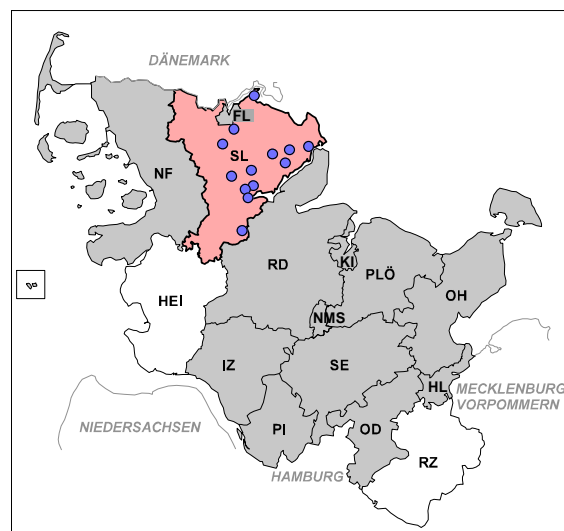 DÄNEMARK
FL
SL
NF
RD
KI
PLÖ
OH
HEI
NMS
IZ
SE
HL
MECKLENBURG
VORPOMMERN
NIEDERSACHSEN
PI
OD
RZ
HAMBURG